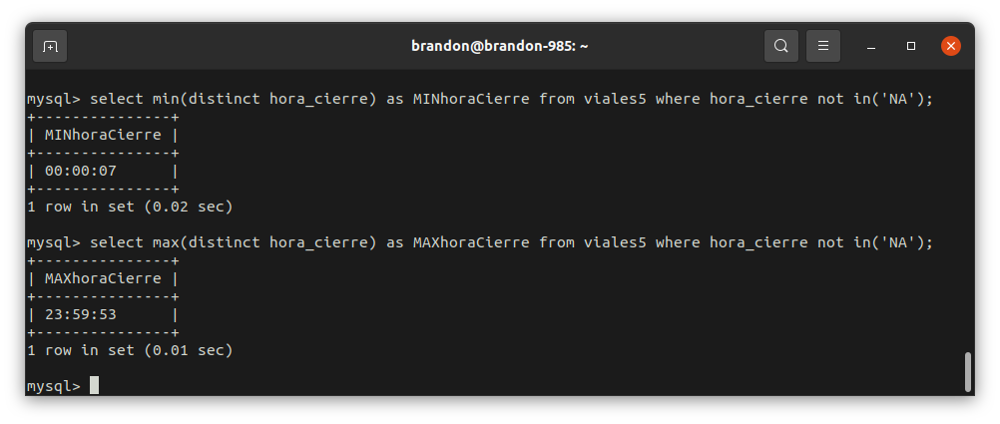 brandon@brandon-985: ~
mysql> select min(distinct hora_cierre) as MINhoraCierre from viales5 where hora_cierre not in('NA');
+---------------+
| MINhoraCierre |
+---------------+
| 00:00:07      |
+---------------+
1 row in set (0.02 sec)
mysql> select max(distinct hora_cierre) as MAXhoraCierre from viales5 where hora_cierre not in('NA');
+---------------+
| MAXhoraCierre |
+---------------+
| 23:59:53      |
+---------------+
1 row in set (0.01 sec)
mysql>